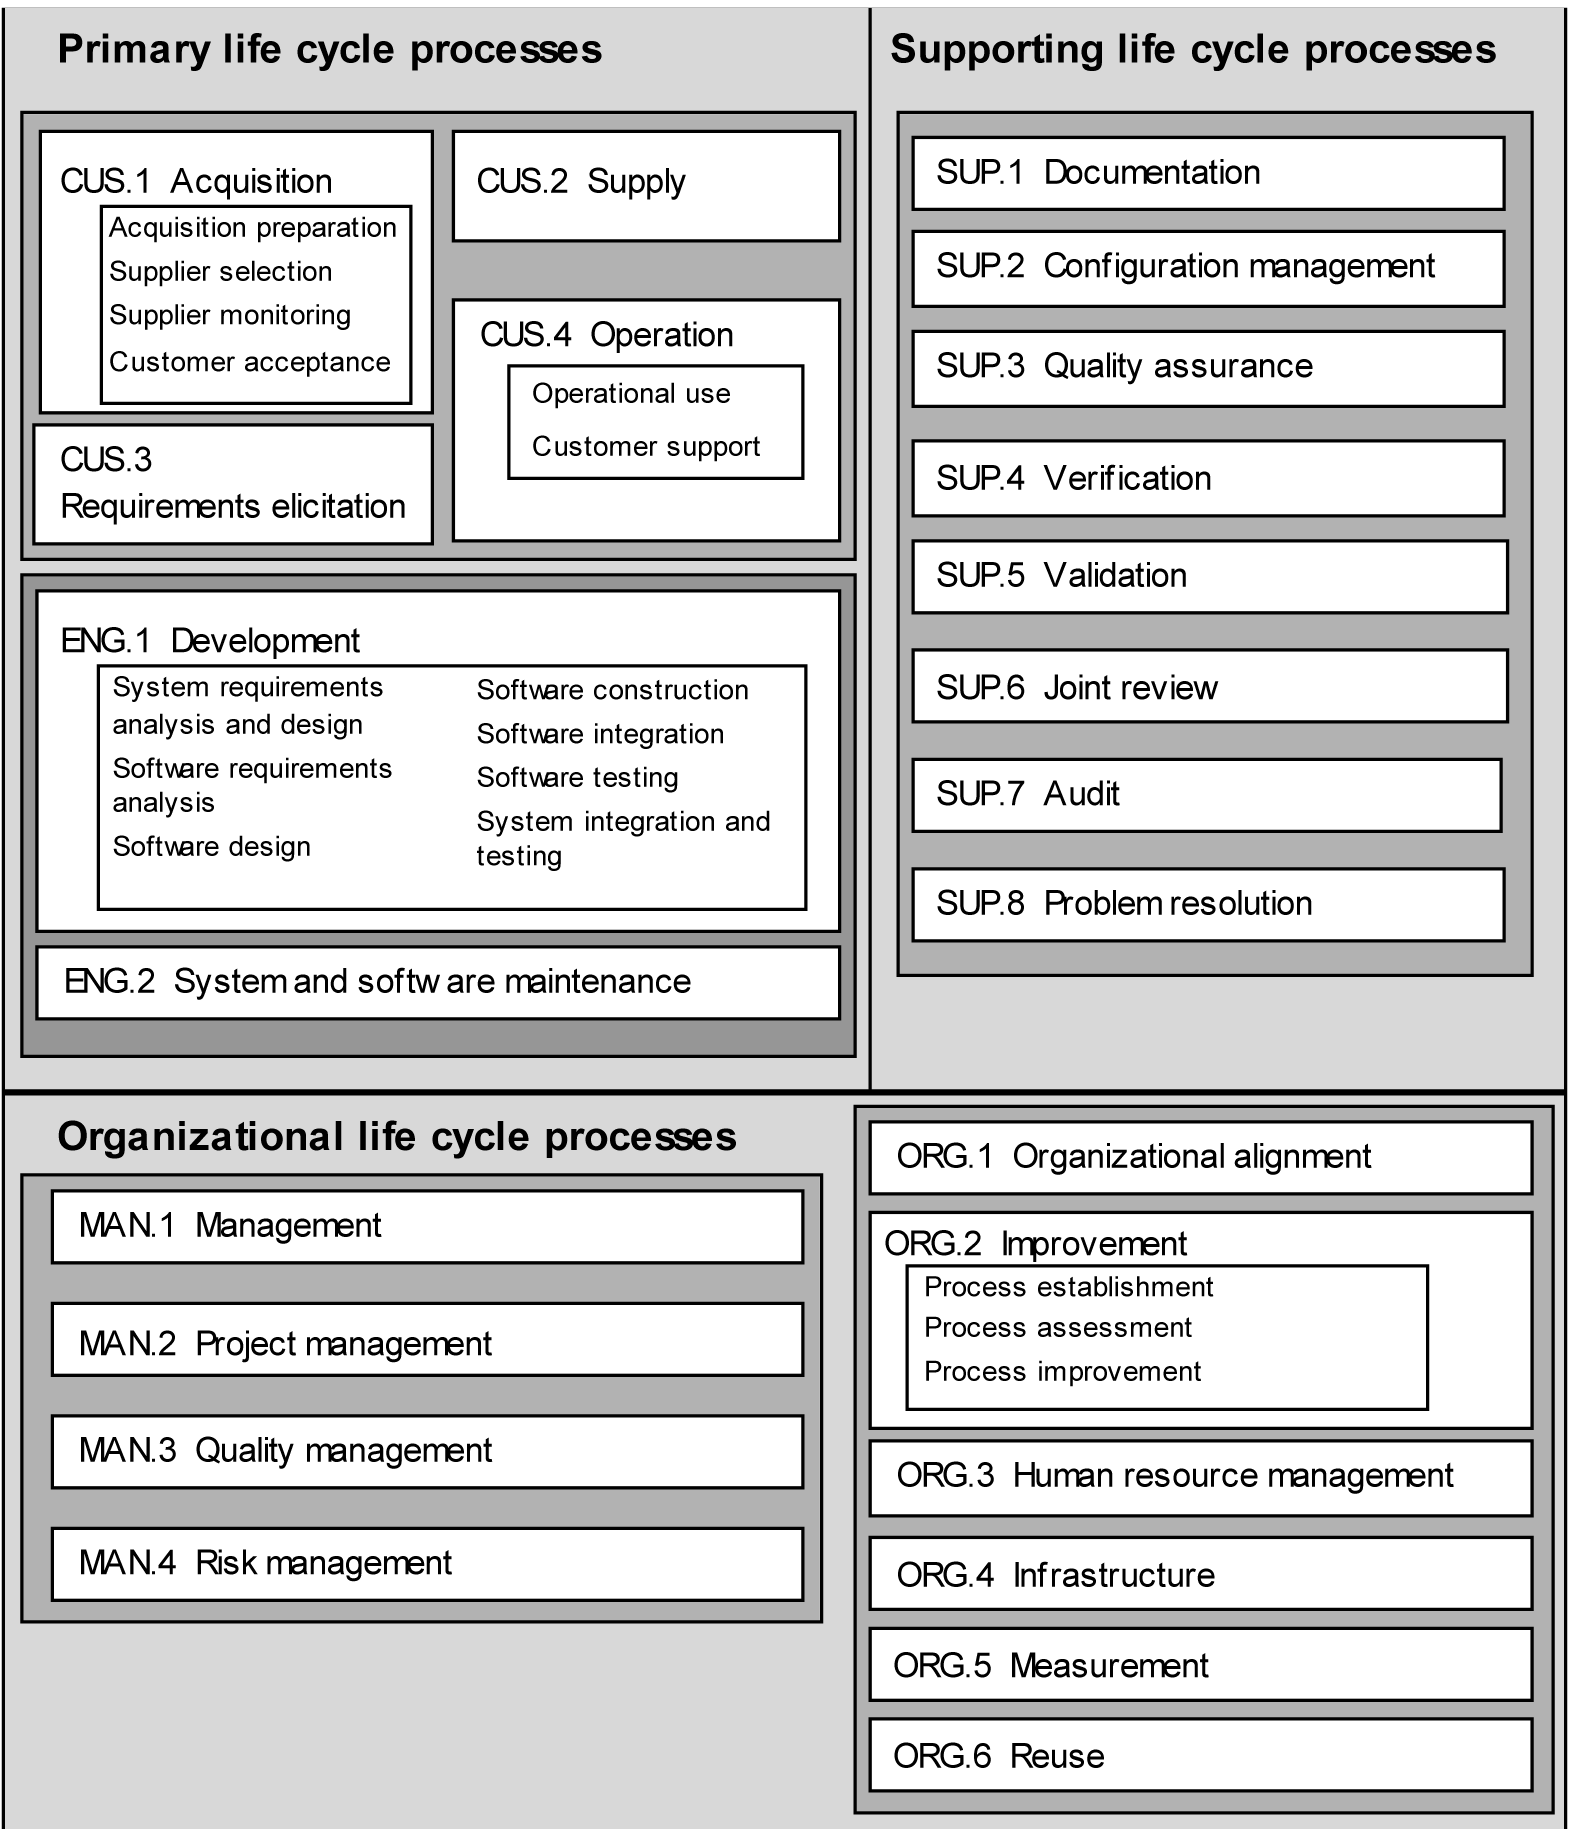 Primary life cycle processes
CUS.1 Acquisition
Acquisition preparation
Supplier selection
Supplier monitoring
Customer acceptance
CUS.2 Supply
CUS.3
Requirements elicitation
CUS.4 Operation
Operational use
Customer support
ENG.1 Development
System requirements
analysis and design
Software requirements
analysis
Software design
Software construction
Software integration
Software testing
System integration and
testing
ENG.2 System and software maintenance
Supporting life cycle processes
SUP.1 Documentation
SUP.2 Configuration management
SUP.3 Quality assurance
SUP.4 Verification
SUP.5 Validation
SUP.6 Joint review
SUP.7 Audit
SUP.8 Problem resolution
Organizational life cycle processes
MAN.1 Management
MAN.2 Project management
MAN.3 Quality management
MAN.4 Risk management
ORG.1 Organizational alignment
ORG.2 Improvement
Process establishment
Process assessment
Process improvement
ORG.3 Human resource management
ORG.4 Infrastructure
ORG.5 Measurement
ORG.6 Reuse